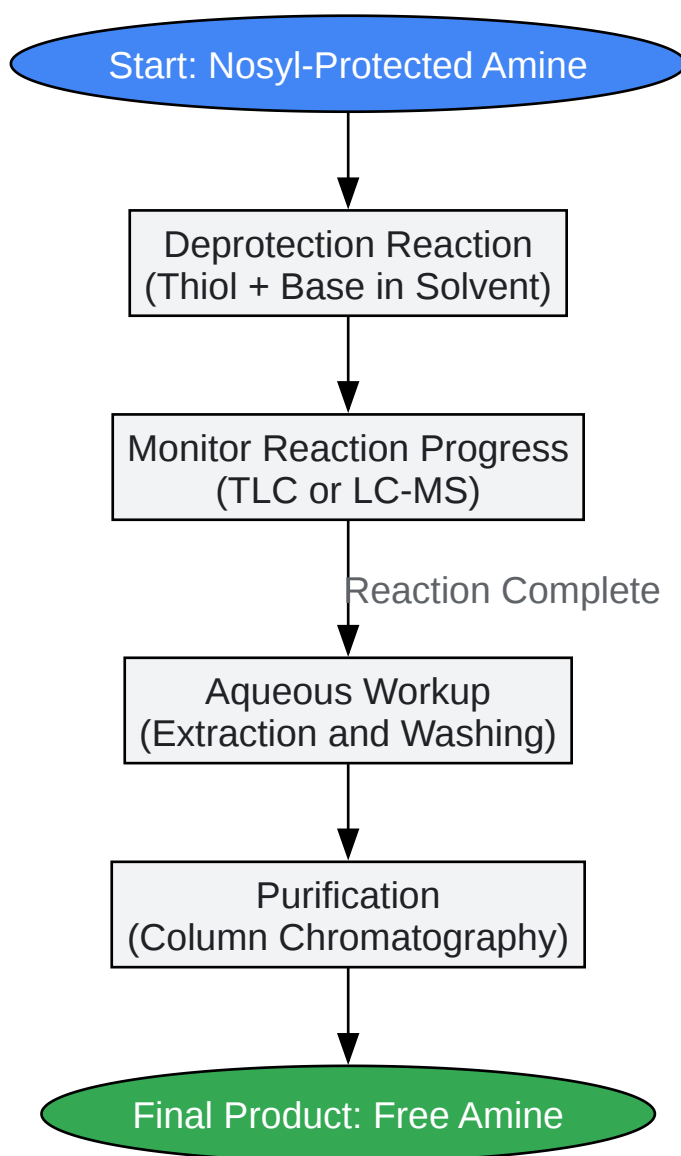 Start: Nosyl-Protected Amine
Deprotection Reaction
(Thiol + Base in Solvent)
Monitor Reaction Progress
(TLC or LC-MS)
Reaction Complete
Aqueous Workup
(Extraction and Washing)
Purification
(Column Chromatography)
Final Product: Free Amine